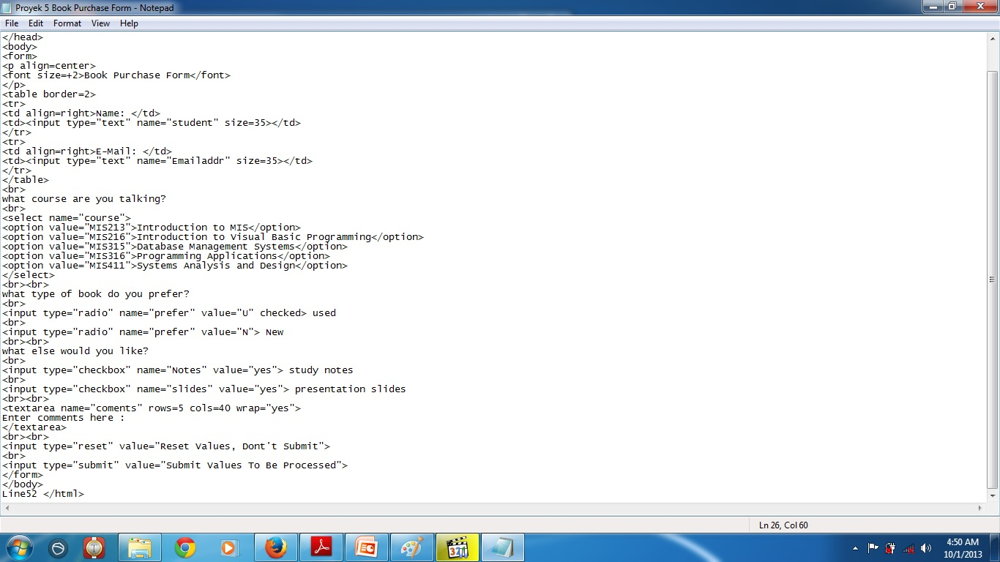 Proyek 5 Book Purchase Form - Notepad
File Edit Format View Help
</head>
<body>
<form>
<p align=center>
<font size=+2>Book Purchase Form</font>
</p>
<table border=2>
<tr>
<td align=right>Name: </td>
<td><input type="text" name="student" size=35></td>
</tr>
<tr>
<td align=right>E-Mail: </td>
<td><input type="text" name="Emailaddr" size=35></td>
</tr>
</table>
<br>
what course are you talking?
<br>
<select name="course">
<option value="MIS213">Introduction to MIS</option>
<option value="MIS216">Introduction to Visual Basic Programming</option>
<option value="MIS315">Database Management Systems</option>
<option value="MIS316">Programming Applications</option>
<option value="MIS411">Systems Analysis and Design</option>
</select>
<br><br>
what type of book do you prefer?
<br>
<input type="radio" name="prefer" value="U" checked> used
<br>
<input type="radio" name="prefer" value="N"> New
<br><br>
what else would you like?
<br>
<input type="checkbox" name="Notes" value="yes"> study notes
<br>
<input type="checkbox" name="slides" value="yes"> presentation slides
<br><br>
<textarea name="coments" rows=5 cols=40 wrap="yes">
Enter comments here :
</textarea>
<br><br>
<input type="reset" value="Reset Values, Dont't Submit">
<br>
<input type="submit" value="Submit Values To Be Processed">
</form>
</body>
Line52 </html>
Ln 26, Col 60
321
4:50 AM
10/1/2013